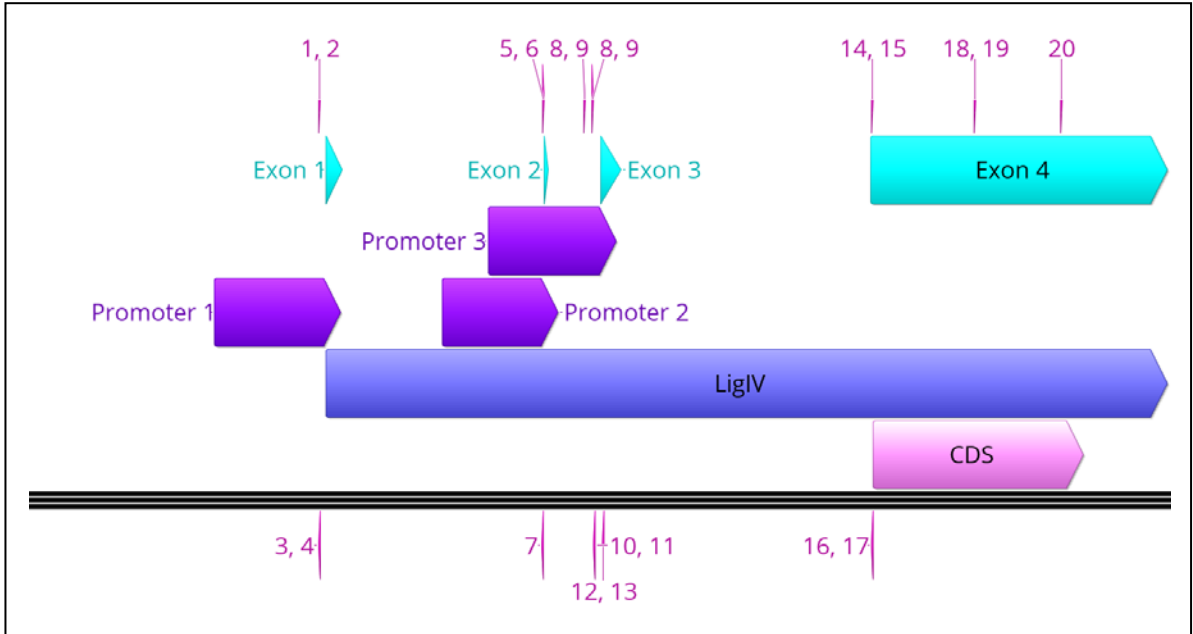 1, 2
5, 6 8, 9
8, 9
14, 15
18, 19
20
Exon 1
Exon 2
Exon 3
Exon 4
Promoter 3
Promoter 1
Promoter 2
LigIV
CDS
3, 4
7
10, 11
16, 17
12, 13